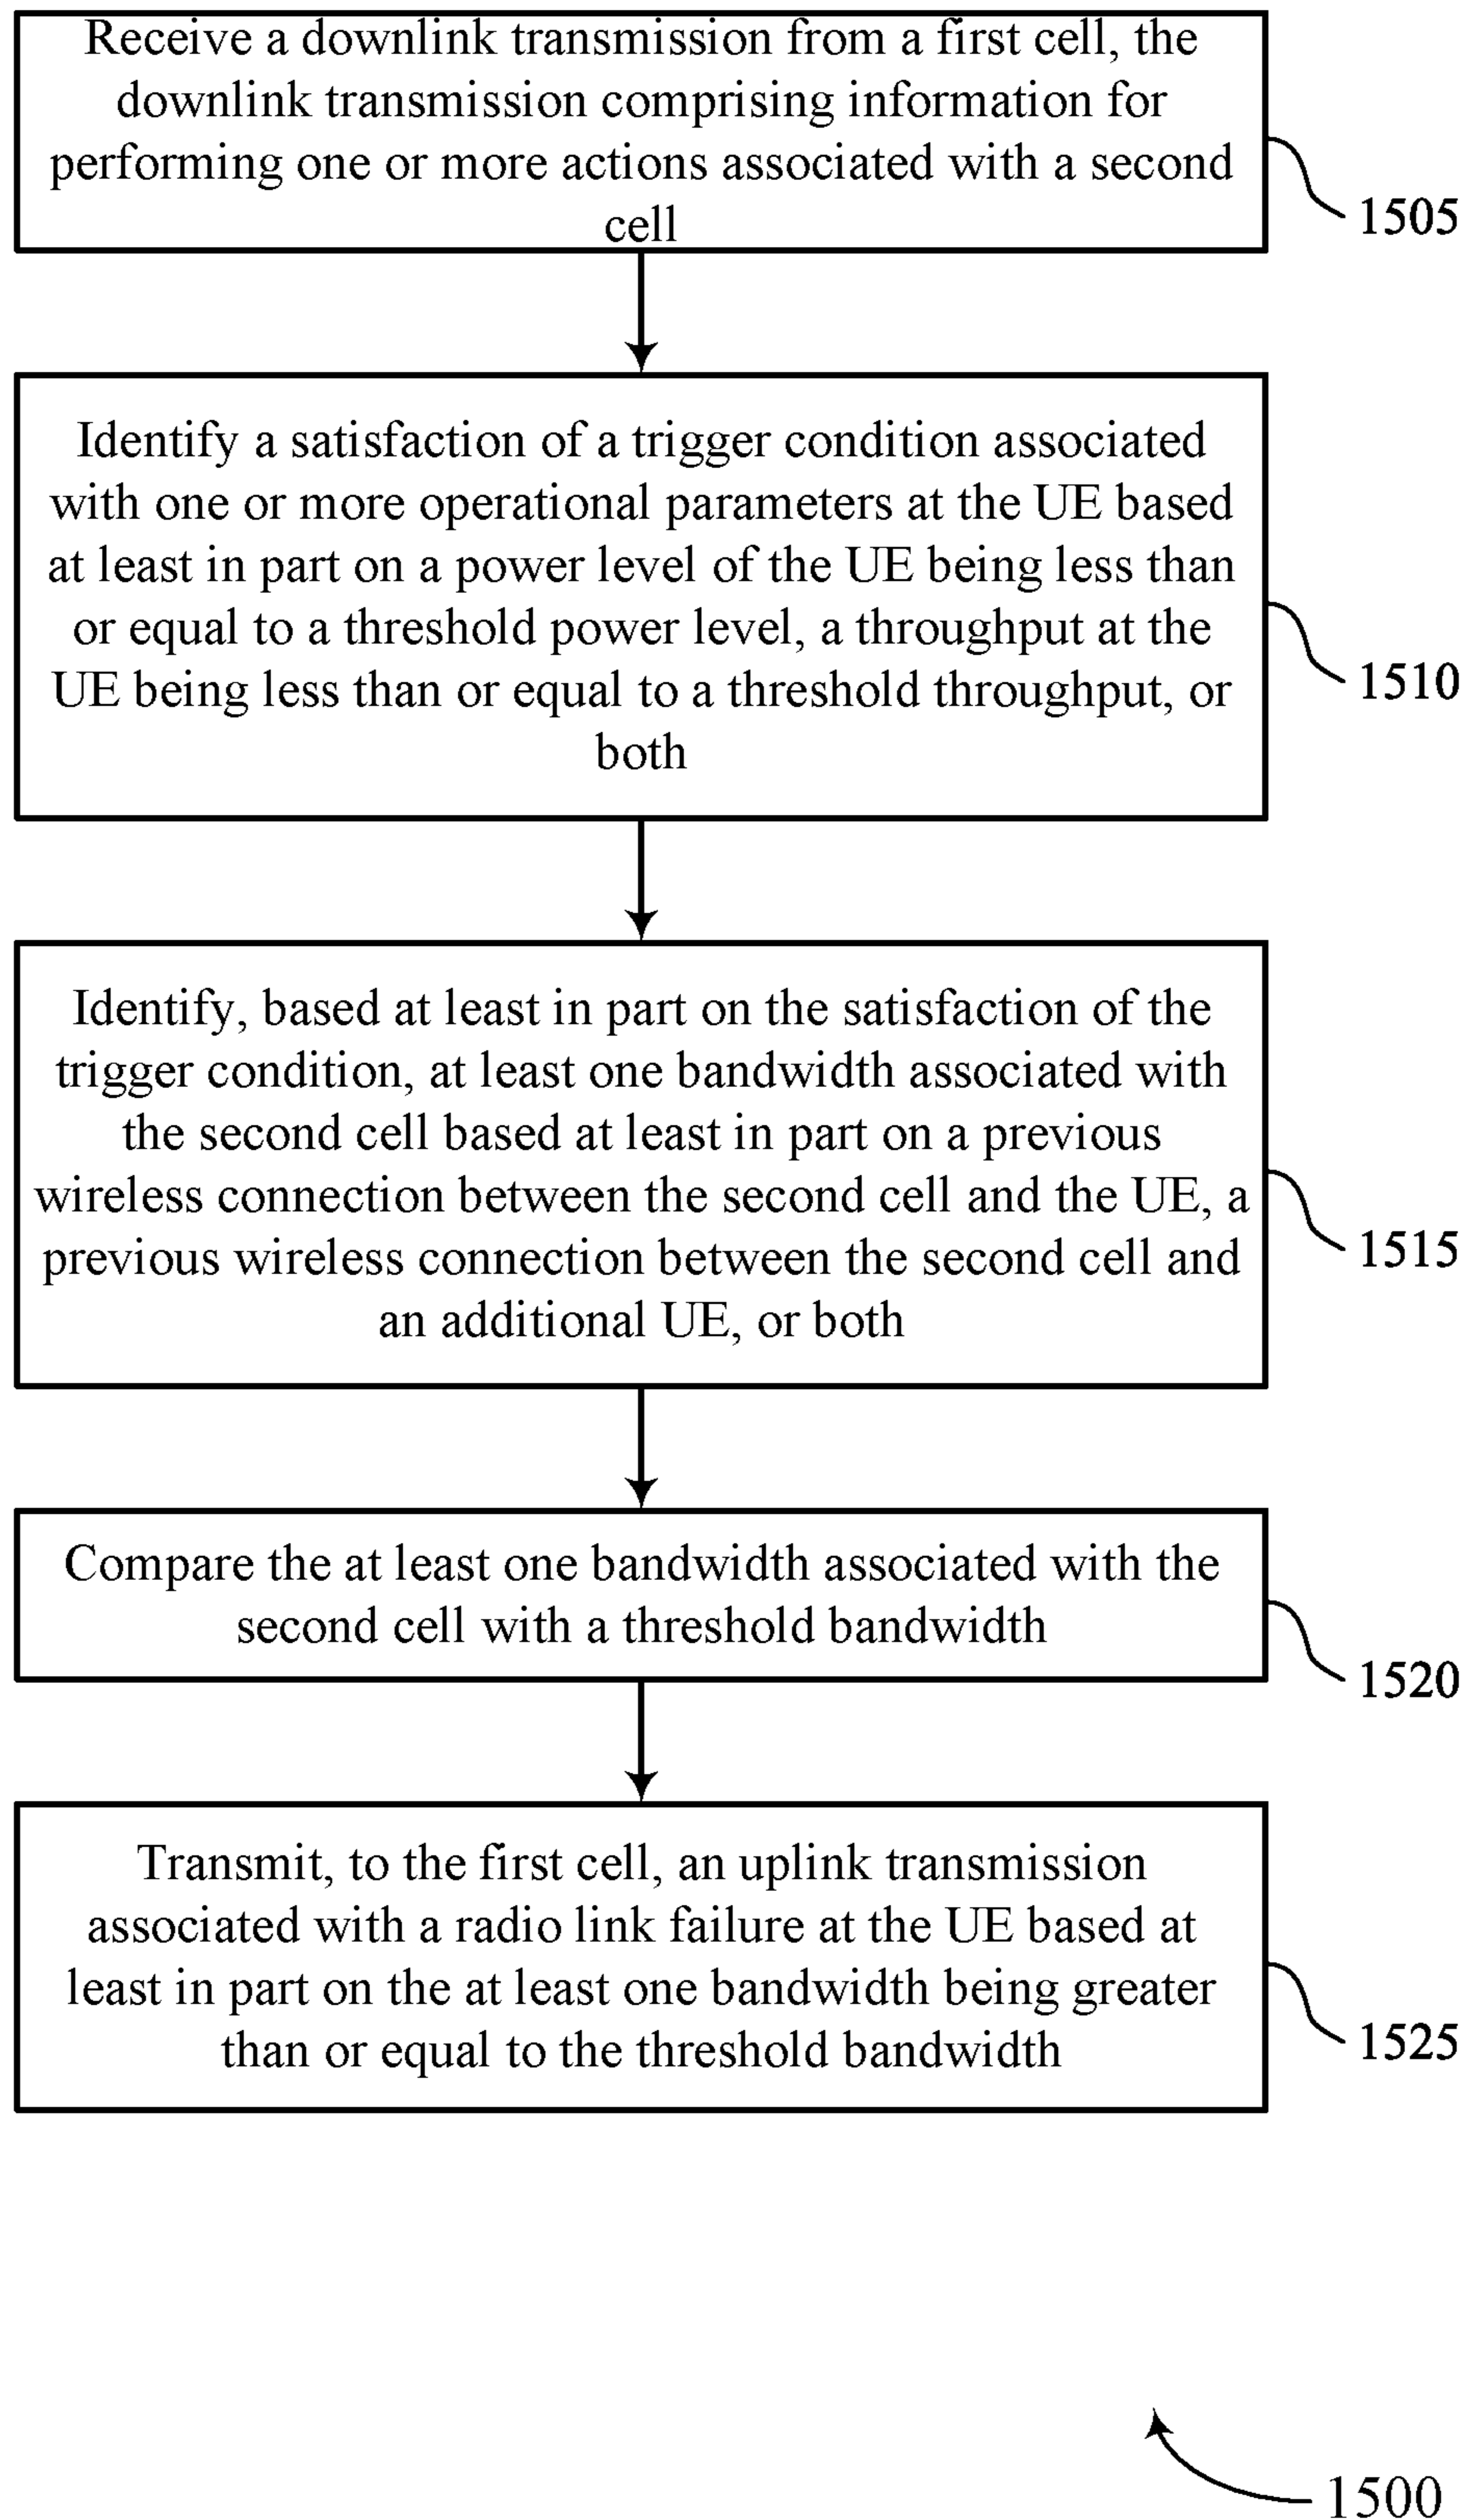 Receive a downlink transmission from a first cell, the
downlink transmission comprising information for
performing one or more actions associated with a second
cell
1505
Identify a satisfaction of a trigger condition associated
with one or more operational parameters at the UE based
at least in part on a power level of the UE being less than
or equal to a threshold power level, a throughput at the
UE being less than or equal to a threshold throughput, or
both
1510
Identify, based at least in part on the satisfaction of the
trigger condition, at least one bandwidth associated with
the second cell based at least in part on a previous
wireless connection between the second cell and the UE, a
previous wireless connection between the second cell and
an additional UE, or both
1515
Compare the at least one bandwidth associated with the
second cell with a threshold bandwidth
1520
Transmit, to the first cell, an uplink transmission
associated with a radio link failure at the UE based at
least in part on the at least one bandwidth being greater
than or equal to the threshold bandwidth
1525
1500